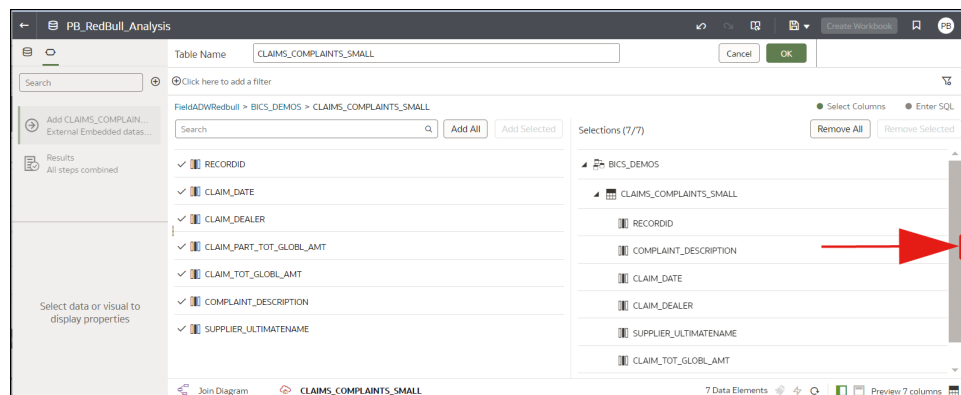 PB_RedBull_Analysis
Create Workbook
PB
Table Name
CLAIMS_COMPLAINTS_SMALL
Cancel
OK
Search
Click here to add a filter
FieldADWRedbull > BICS_DEMOS > CLAIMS_COMPLAINTS_SMALL
Select Columns
Enter SQL
Add CLAIMS_COMPLAIN...
External Embedded datas...
Search
Add All
Add Selected
Selections (7/7)
Remove All
Remove Selected
Results
All steps combined
RECORDID
CLAIM_DATE
CLAIM_DEALER
CLAIM_PART_TOT_GLOBL_AMT
CLAIM_TOT_GLOBL_AMT
COMPLAINT_DESCRIPTION
SUPPLIER_ULTIMATENAME
BICS_DEMOS
CLAIMS_COMPLAINTS_SMALL
RECORDID
COMPLAINT_DESCRIPTION
CLAIM_DATE
CLAIM_DEALER
SUPPLIER_ULTIMATENAME
CLAIM_TOT_GLOBL_AMT
Select data or visual to
display properties
Join Diagram
CLAIMS_COMPLAINTS_SMALL
7 Data Elements
Preview 7 columns